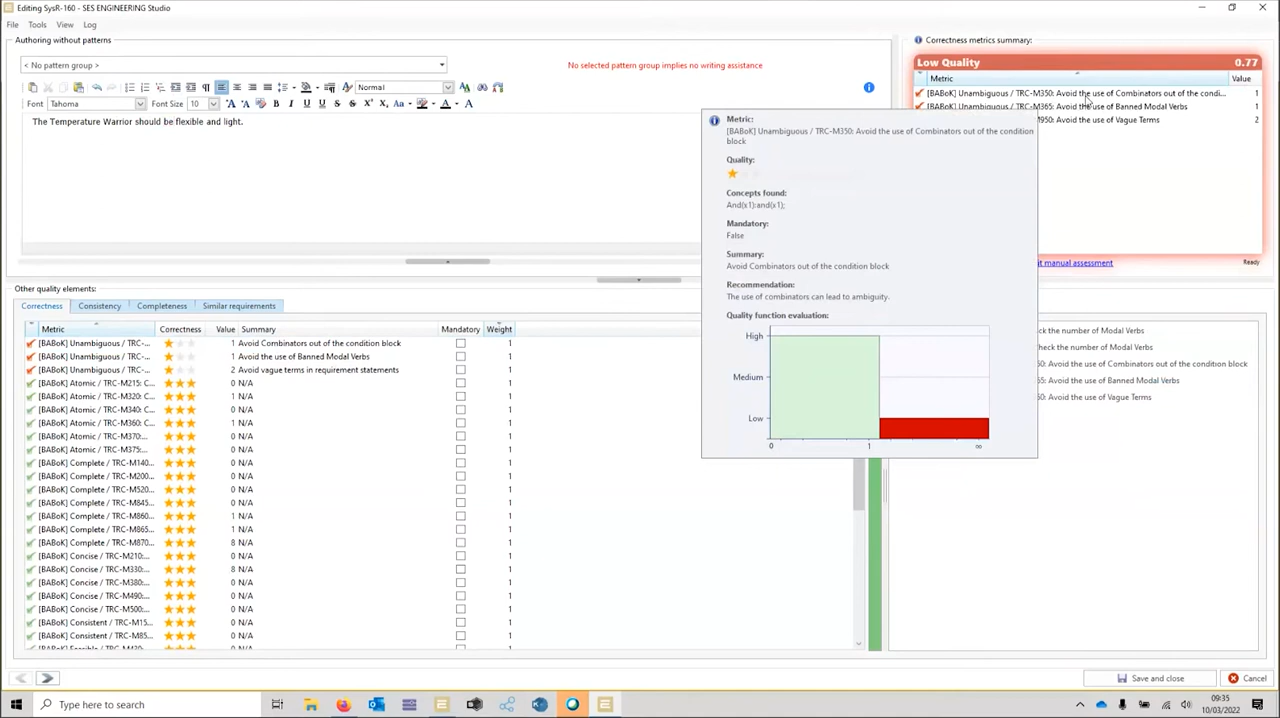 Editing SysR-160 - SES ENGINEERING Studio
File Tools View Log
Authoring without patterns
< No pattern group >
No selected pattern group implies no writing assistance
Normal
Font Tahoma Font Size 10
The Temperature Warrior should be flexible and light.
Correctness metrics summary:
Low Quality 0.77
Metric Value
[BABoK] Unambiguous / TRC-M350: Avoid the use of Combinators out of the condi... 1
[BABoK] Unambiguous / TRC-M365: Avoid the use of Banned Modal Verbs 1
M950: Avoid the use of Vague Terms 2
manual assessment
Ready
Metric:
[BABoK] Unambiguous / TRC-M350: Avoid the use of Combinators out of the condition
block
Quality:
Concepts found:
And(x1):and(x1);
Mandatory:
False
Summary:
Avoid Combinators out of the condition block
Recommendation:
The use of combinators can lead to ambiguity.
Quality function evaluation:
High
Medium
Low
0 1 ∞
Other quality elements:
Correctness Consistency Completeness Similar requirements
Metric Correctness Value Summary Mandatory Weight
[BABoK] Unambiguous / TRC-... 1 Avoid Combinators out of the condition block 1
[BABoK] Unambiguous / TRC-... 1 Avoid the use of Banned Modal Verbs 1
[BABoK] Unambiguous / TRC-... 2 Avoid vague terms in requirement statements 1
[BABoK] Atomic / TRC-M215: C... 0 N/A 1
[BABoK] Atomic / TRC-M320: C... 1 N/A 1
[BABoK] Atomic / TRC-M340: C... 0 N/A 1
[BABoK] Atomic / TRC-M360: C... 1 N/A 1
[BABoK] Atomic / TRC-M370:... 0 N/A 1
[BABoK] Atomic / TRC-M375:... 0 N/A 1
[BABoK] Complete / TRC-M140... 0 N/A 1
[BABoK] Complete / TRC-M200... 0 N/A 1
[BABoK] Complete / TRC-M520... 0 N/A 1
[BABoK] Complete / TRC-M845... 0 N/A 1
[BABoK] Complete / TRC-M860... 1 N/A 1
[BABoK] Complete / TRC-M865... 1 N/A 1
[BABoK] Complete / TRC-M870... 8 N/A 1
[BABoK] Concise / TRC-M210:... 0 N/A 1
[BABoK] Concise / TRC-M330:... 8 N/A 1
[BABoK] Concise / TRC-M380:... 0 N/A 1
[BABoK] Concise / TRC-M490:... 0 N/A 1
[BABoK] Concise / TRC-M500:... 0 N/A 1
[BABoK] Consistent / TRC-M15... 0 N/A 1
[BABoK] Consistent / TRC-M85... 0 N/A 1
ck the number of Modal Verbs
heck the number of Modal Verbs
50: Avoid the use of Combinators out of the condition block
65: Avoid the use of Banned Modal Verbs
50: Avoid the use of Vague Terms
Save and close Cancel
Type here to search
09:35
10/03/2022